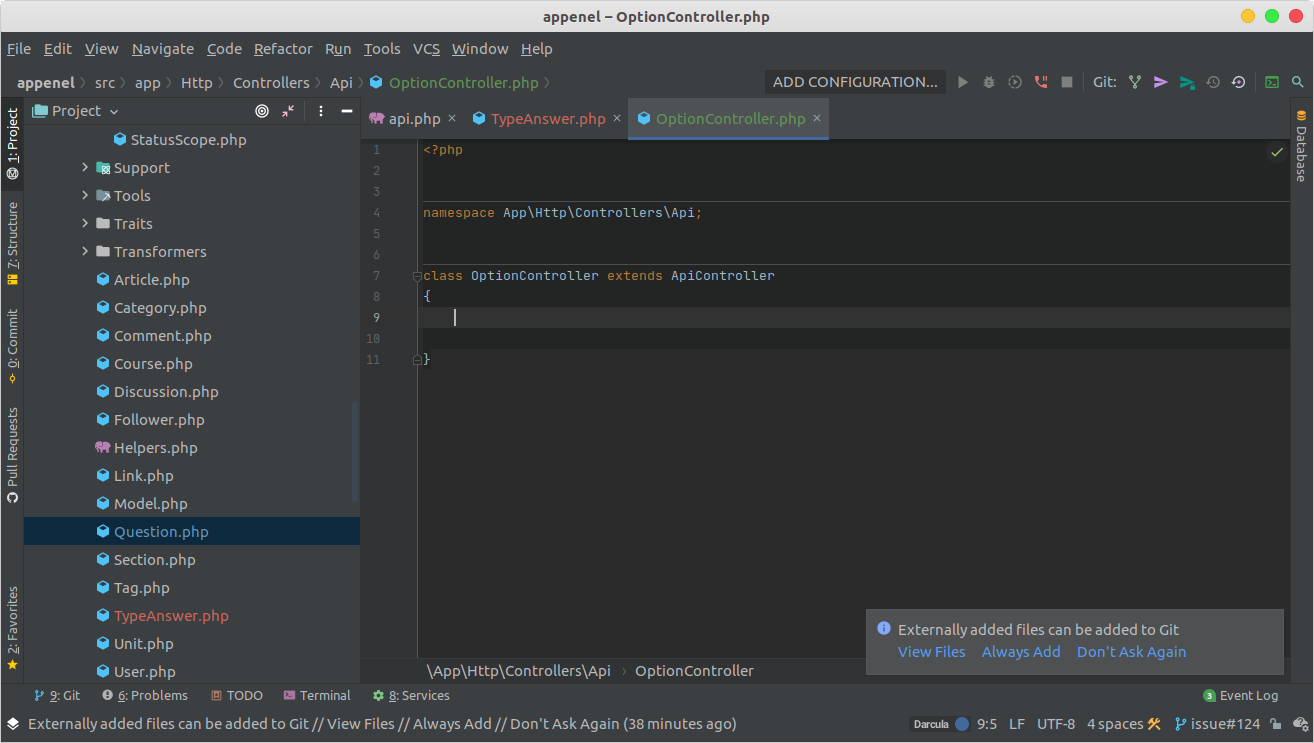 appenel – OptionController.php
File Edit View Navigate Code Refactor Run Tools VCS Window Help
appenel src app Http Controllers Api OptionController.php ADD CONFIGURATION... Git:
1: Project
7: Structure
0: Commit
Pull Requests
2: Favorites
Project
StatusScope.php
Support
Tools
Traits
Transformers
Article.php
Category.php
Comment.php
Course.php
Discussion.php
Follower.php
Helpers.php
Link.php
Model.php
Question.php
Section.php
Tag.php
TypeAnswer.php
Unit.php
User.php
api.php TypeAnswer.php OptionController.php
1 <?php
2
3
4 namespace App\Http\Controllers\Api;
5
6
7 class OptionController extends ApiController
8 {
9
10
11 }
Database
Externally added files can be added to Git
View Files Always Add Don't Ask Again
\App\Http\Controllers\Api › OptionController
9: Git 6: Problems TODO Terminal 8: Services 3 Event Log
Externally added files can be added to Git // View Files // Always Add // Don't Ask Again (38 minutes ago) Darcula 9:5 LF UTF-8 4 spaces issue#124